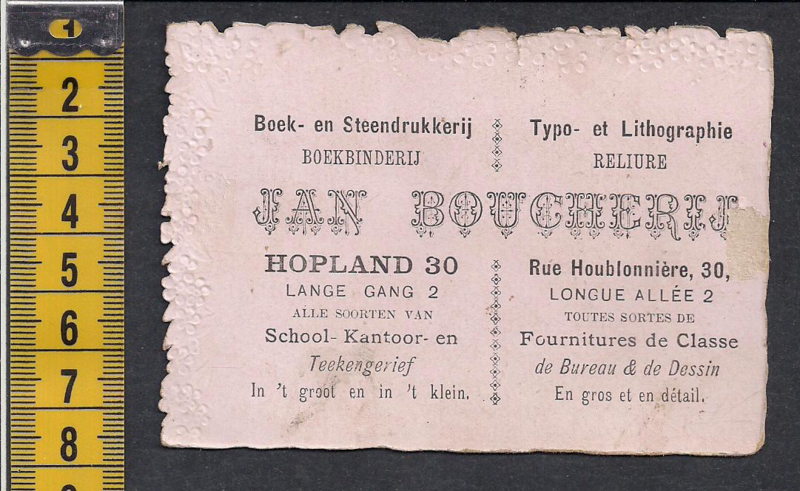 1
2
3
4
5
6
7
8
Boek- en Steendrukkerij
BOEKBINDERIJ
Typo- et Lithographie
RELIURE
JAN BOUCHERIJ
HOPLAND 30
LANGE GANG 2
ALLE SOORTEN VAN
School- Kantoor- en
Teekengerief
In 't groot en in 't klein.
Rue Houblonnière, 30,
LONGUE ALLÉE 2
TOUTES SORTES DE
Fournitures de Classe
de Bureau & de Dessin
En gros et en détail.